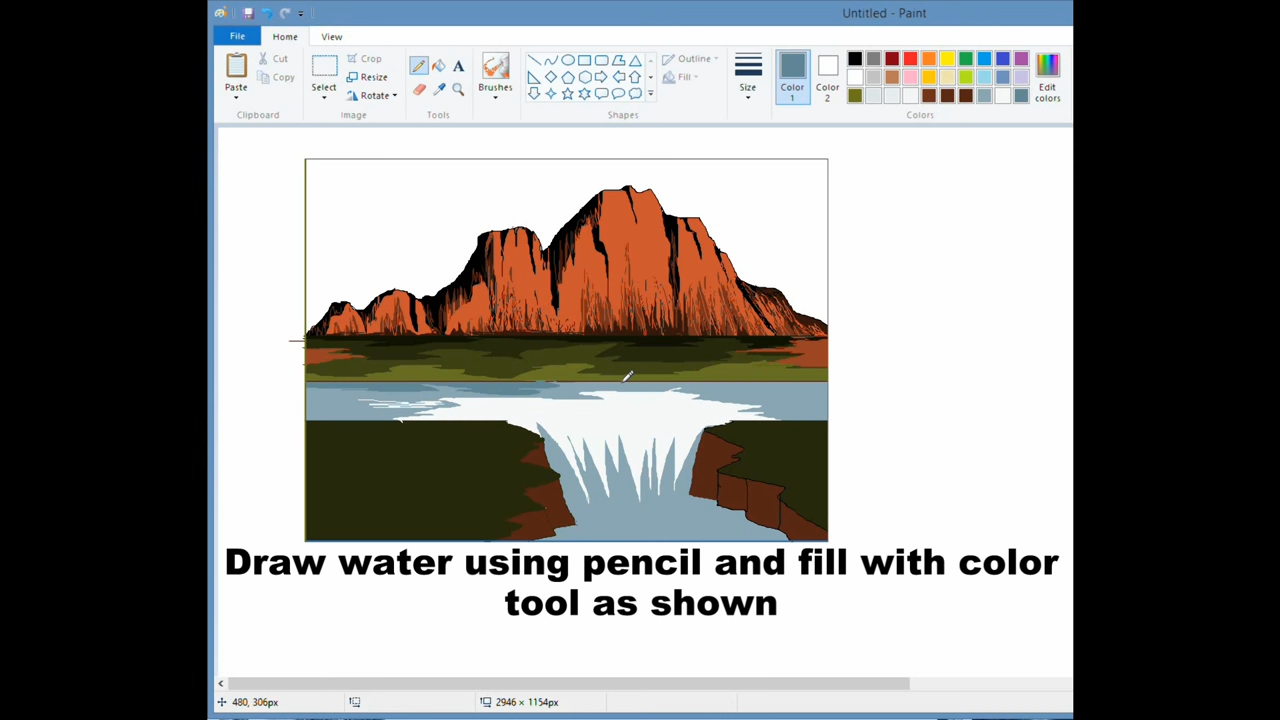 Untitled - Paint
File Home View
Paste Cut Copy Select Crop Resize Rotate A Brushes Outline Fill Size Color 1 Color 2 Edit colors
Clipboard Image Tools Shapes Colors
Draw water using pencil and fill with color
tool as shown
480, 306px 2946 × 1154px